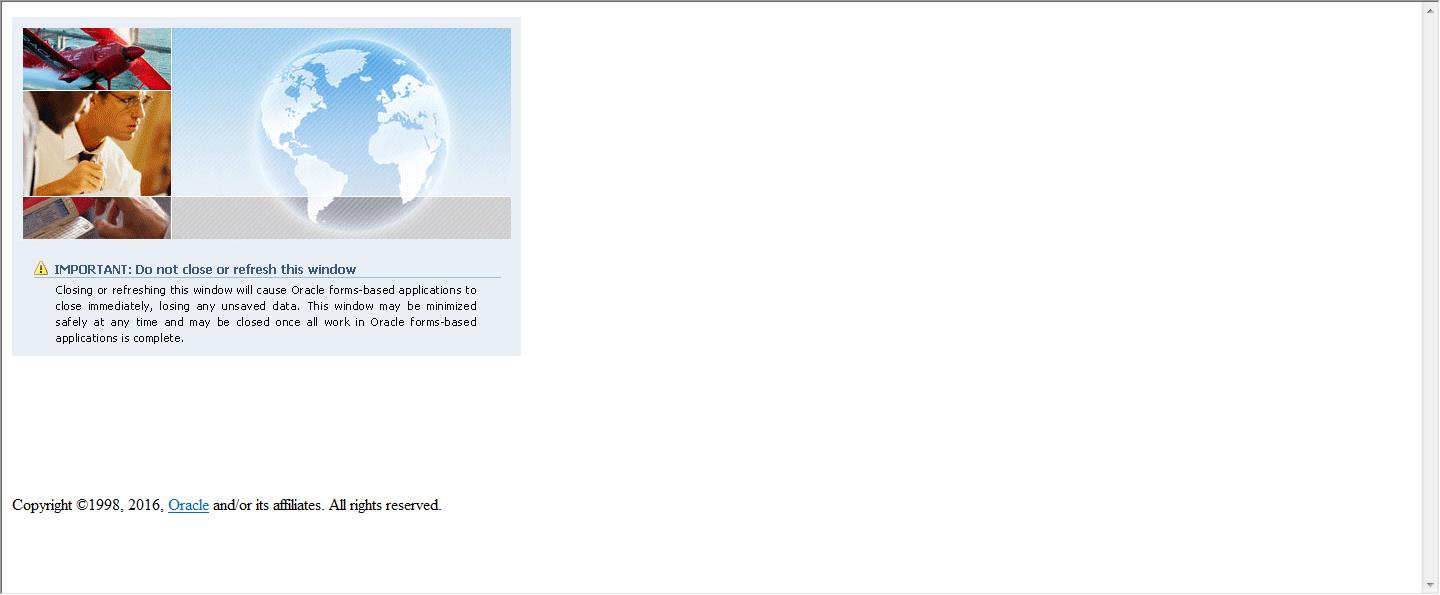 ORACLE
IMPORTANT: Do not close or refresh this window
Closing or refreshing this window will cause Oracle forms-based applications to
close immediately, losing any unsaved data. This window may be minimized
safely at any time and may be closed once all work in Oracle forms-based
applications is complete.
Copyright ©1998, 2016, Oracle and/or its affiliates. All rights reserved.